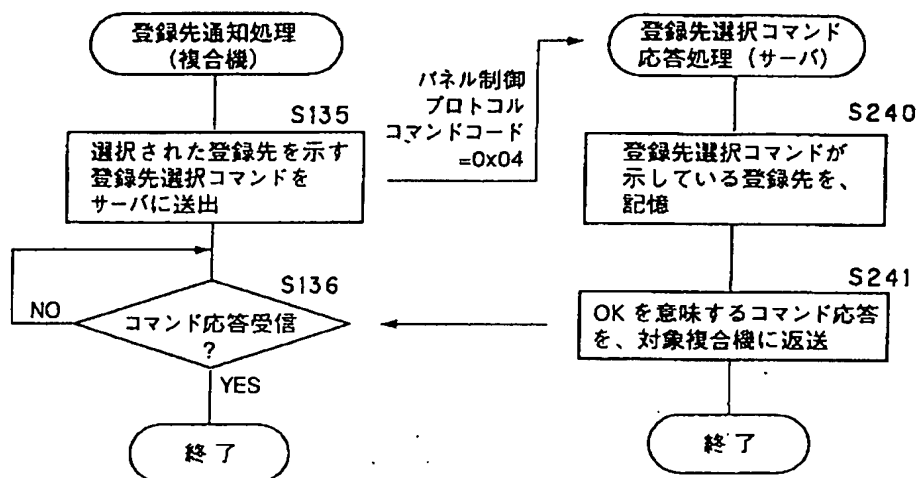 登録先通知処理
(複合機)
S135
選択された登録先を示す
登録先選択コマンドを
サーバに送出
S136
NO
コマンド応答受信
?
YES
終了
パネル制御
プロトコル
コマンドコード
=0x04
登録先選択コマンド
応答処理(サーバ)
S240
登録先選択コマンドが
示している登録先を、
記憶
S241
OKを意味するコマンド応答
を、対象複合機に返送
終了